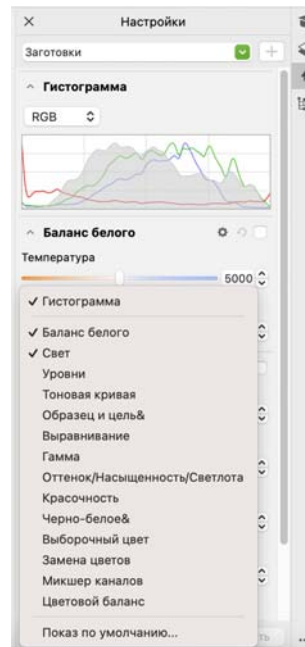 Настройки
Заготовки
Гистограмма
RGB
Баланс белого
Температура
5000
✓ Гистограмма
✓ Баланс белого
✓ Свет
Уровни
Тоновая кривая
Образец и цель&
Выравнивание
Гамма
Оттенок/Насыщенность/Светлота
Красочность
Черно-белое&
Выборочный цвет
Замена цветов
Микшер каналов
Цветовой баланс
Показ по умолчанию...